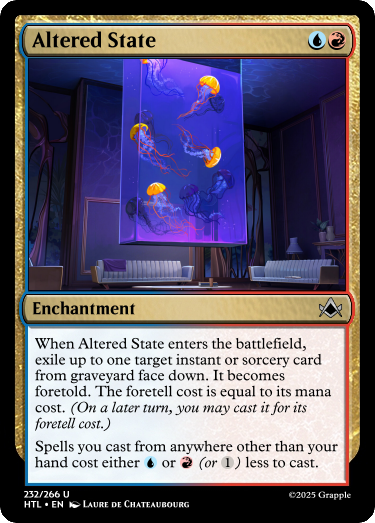 Altered State
Enchantment
When Altered State enters the battlefield,
exile up to one target instant or sorcery card
from graveyard face down. It becomes
foretold. The foretell cost is equal to its mana
cost. (On a later turn, you may cast it for its
foretell cost.)
Spells you cast from anywhere other than your
hand cost either or (or 1) less to cast.
232/266 U
HTL • EN Laure de Chateaubourg
©2025 Grapple